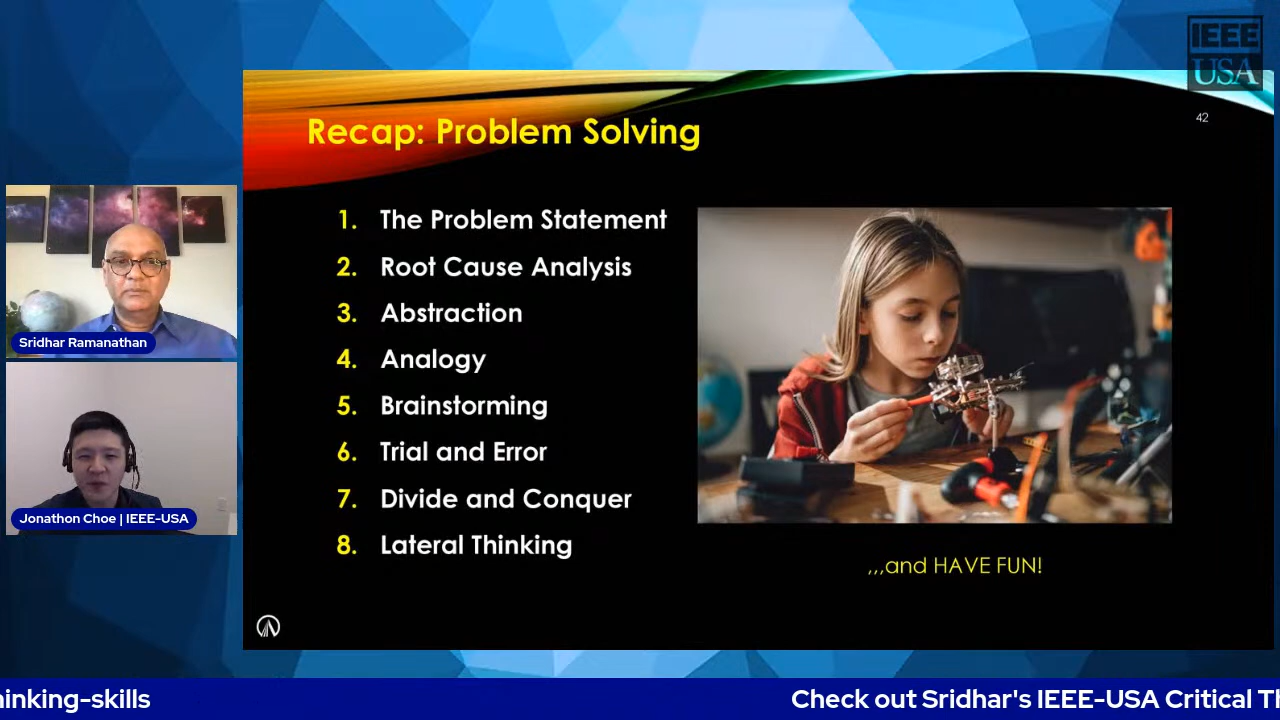 IEEE
USA
Recap: Problem Solving
42
1. The Problem Statement
2. Root Cause Analysis
3. Abstraction
4. Analogy
5. Brainstorming
6. Trial and Error
7. Divide and Conquer
8. Lateral Thinking
,,,and HAVE FUN!
Sridhar Ramanathan
Jonathon Choe | IEEE-USA
hinking-skills
Check out Sridhar's IEEE-USA Critical Th